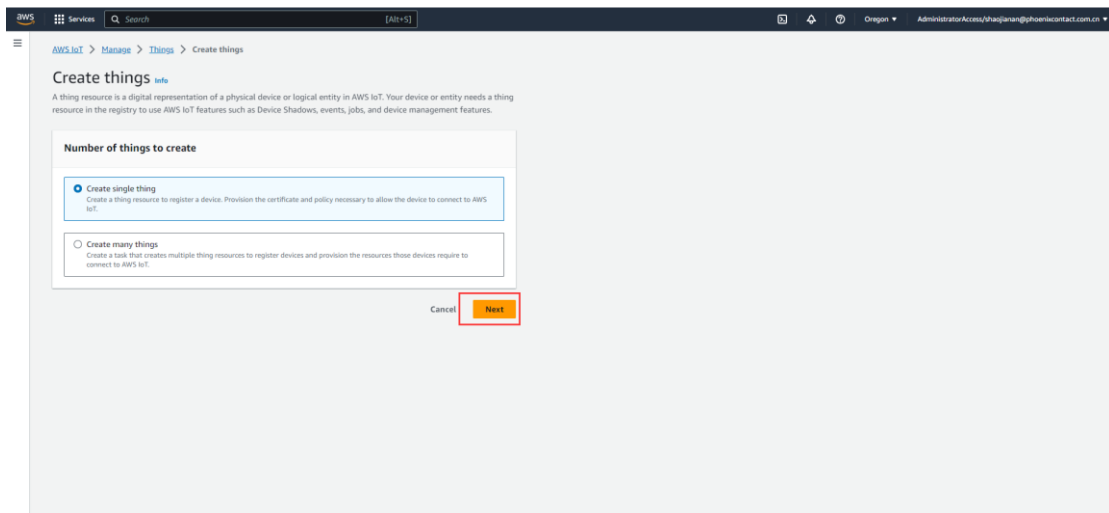 aws Services Search [Alt+S] Oregon ▼ AdministratorAccess/shaojianan@phoenixcontact.com.cn ▼
AWS IoT > Manage > Things > Create things
Create things Info
A thing resource is a digital representation of a physical device or logical entity in AWS IoT. Your device or entity needs a thing
resource in the registry to use AWS IoT features such as Device Shadows, events, jobs, and device management features.
Number of things to create
Create single thing
Create a thing resource to register a device. Provision the certificate and policy necessary to allow the device to connect to AWS
IoT.
Create many things
Create a task that creates multiple thing resources to register devices and provision the resources those devices require to
connect to AWS IoT.
Cancel Next